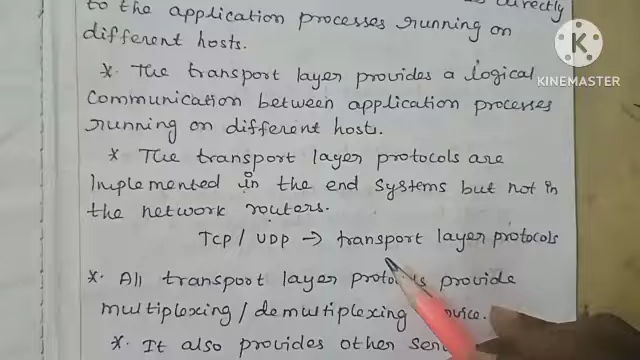 directly
to the application processes running on
different hosts.
* The transport layer provides a logical
communication between application processes
running on different hosts.
* The transport layer protocols are
implemented in the end systems but not in
the network routers.
TCP / UDP → transport layer protocols
* All transport layer protocols provide
multiplexing / demultiplexing
* It also provides other
KINEMASTER